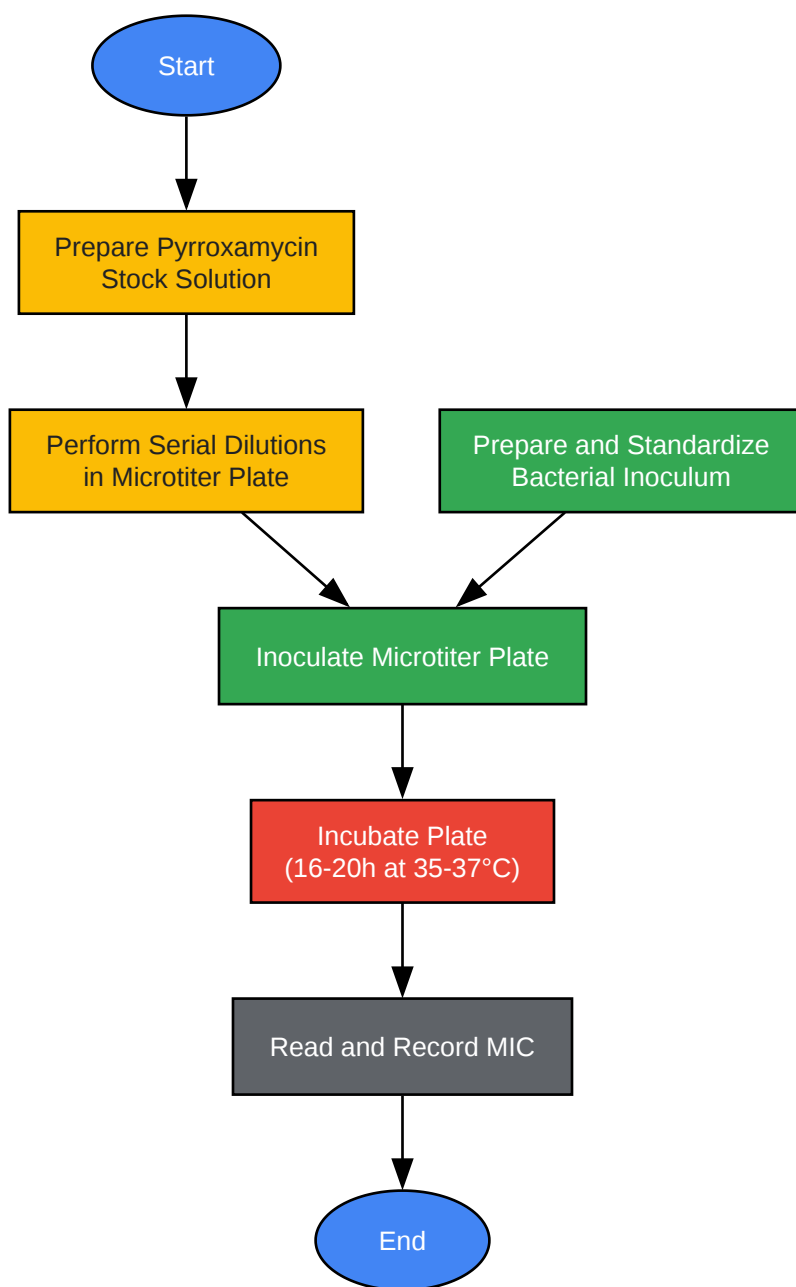 Start
Prepare Pyrroxamycin
Stock Solution
Perform Serial Dilutions
in Microtiter Plate
Prepare and Standardize
Bacterial Inoculum
Inoculate Microtiter Plate
Incubate Plate
(16-20h at 35-37°C)
Read and Record MIC
End